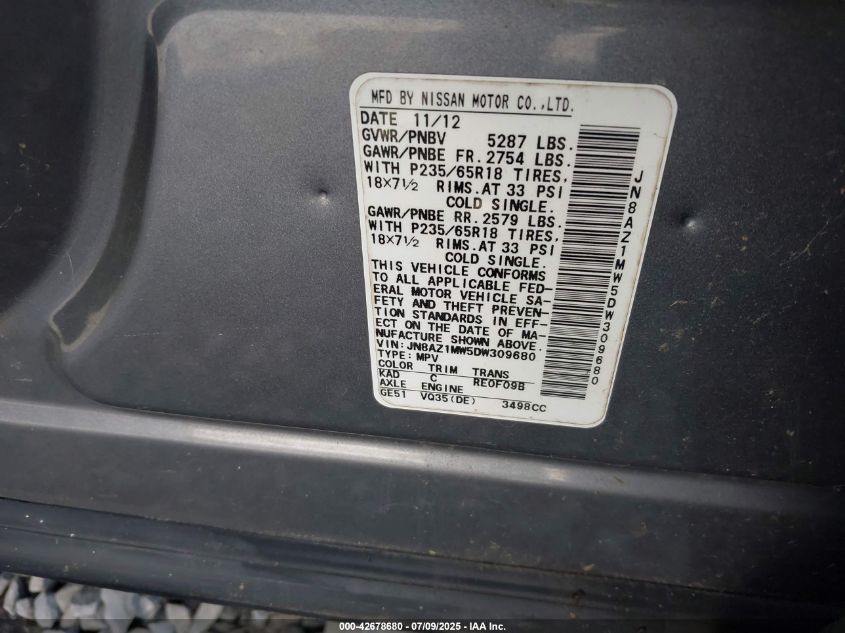 MFD BY NISSAN MOTOR CO.,LTD.
DATE 11/12
GVWR/PNBV 5287 LBS.
GAWR/PNBE FR. 2754 LBS.
WITH P235/65R18 TIRES,
18×7½ RIMS. AT 33 PSI
COLD SINGLE.
GAWR/PNBE RR. 2579 LBS.
WITH P235/65R18 TIRES,
18×7½ RIMS. AT 33 PSI
COLD SINGLE.
THIS VEHICLE CONFORMS
TO ALL APPLICABLE FED-
ERAL MOTOR VEHICLE SA-
FETY AND THEFT PREVEN-
TION STANDARDS IN EFF-
ECT ON THE DATE OF MA-
NUFACTURE SHOWN ABOVE.
VIN: JN8AZ1MW5DW309680
TYPE: MPV
COLOR TRIM TRANS
KAD C RE0F09B
AXLE ENGINE
GE51 VQ35(DE) 3498CC
JN8AZ1MW5DW309680
000-42678680 / 07/09/2025 - IAA Inc.